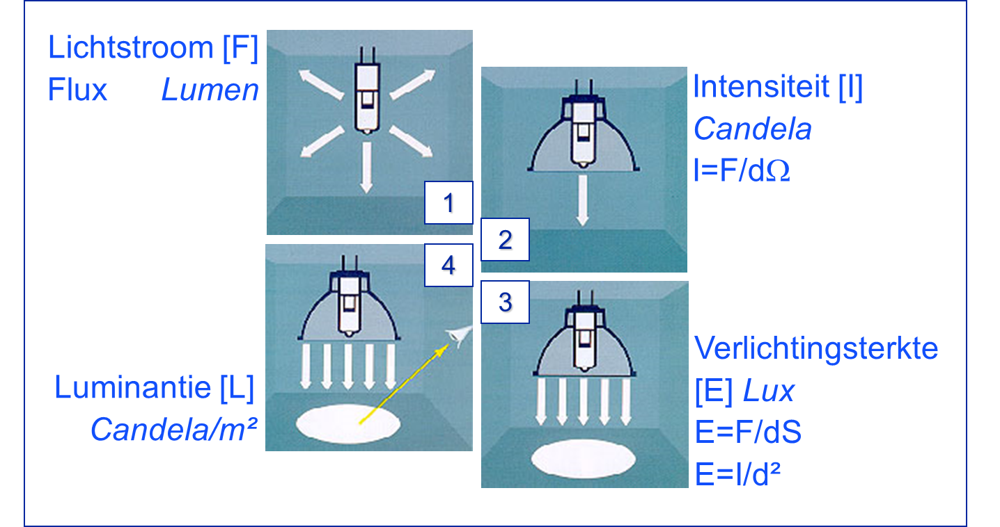 Lichtstroom [F]
Flux Lumen
1
Intensiteit [I]
Candela
I=F/dΩ
2
4
Luminantie [L]
Candela/m²
3
Verlichtingsterkte
[E] Lux
E=F/dS
E=I/d²